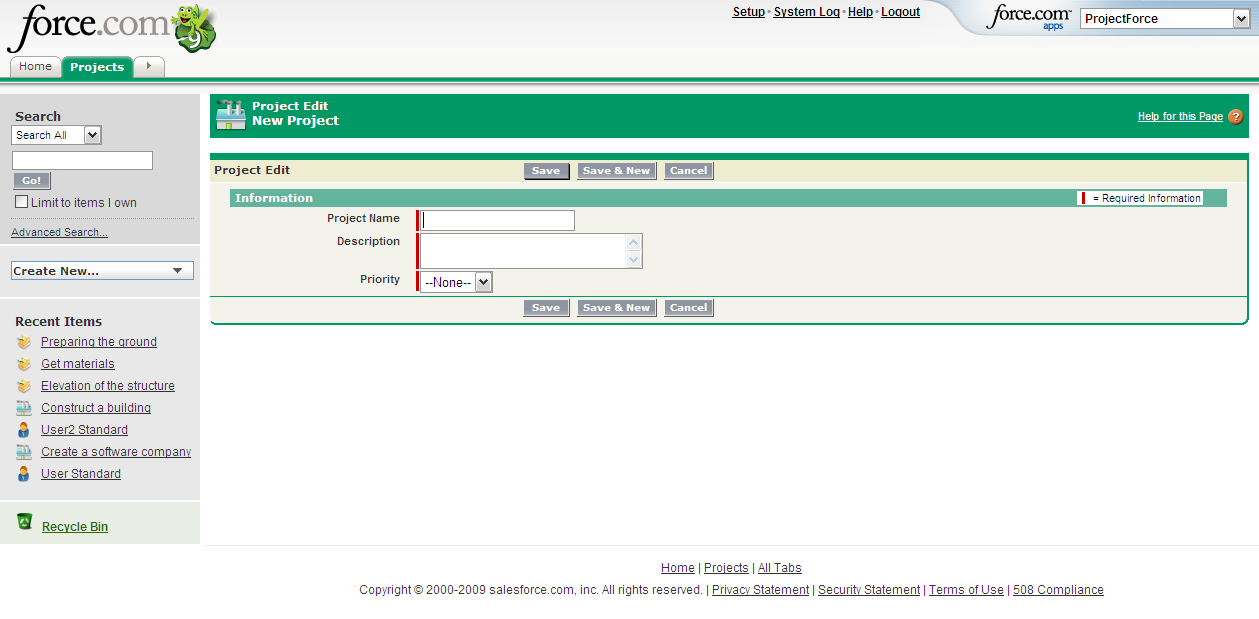 force.com 9
Setup · System Log · Help · Logout
force.com apps
ProjectForce
Home
Projects
Search
Search All
Go!
Limit to items I own
Advanced Search...
Create New...
Recent Items
Preparing the ground
Get materials
Elevation of the structure
Construct a building
User2 Standard
Create a software company
User Standard
Recycle Bin
Project Edit
New Project
Help for this Page ?
Project Edit
Save
Save & New
Cancel
Information
= Required Information
Project Name
Description
Priority
--None--
Save
Save & New
Cancel
Home | Projects | All Tabs
Copyright © 2000-2009 salesforce.com, inc. All rights reserved. | Privacy Statement | Security Statement | Terms of Use | 508 Compliance